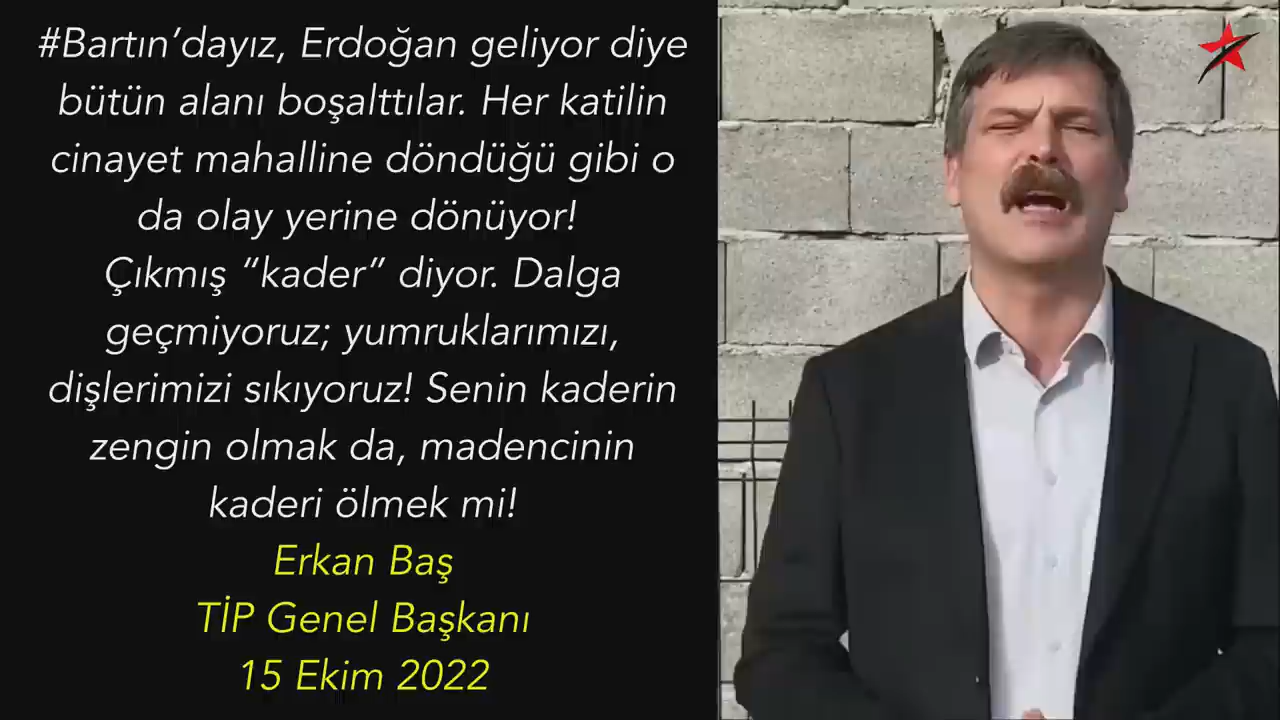 #Bartın’dayız, Erdoğan geliyor diye
bütün alanı boşalttılar. Her katilin
cinayet mahalline döndüğü gibi o
da olay yerine dönüyor!
Çıkmış “kader” diyor. Dalga
geçmiyoruz; yumruklarımızı,
dişlerimizi sıkıyoruz! Senin kaderin
zengin olmak da, madencinin
kaderi ölmek mi!
Erkan Baş
TİP Genel Başkanı
15 Ekim 2022